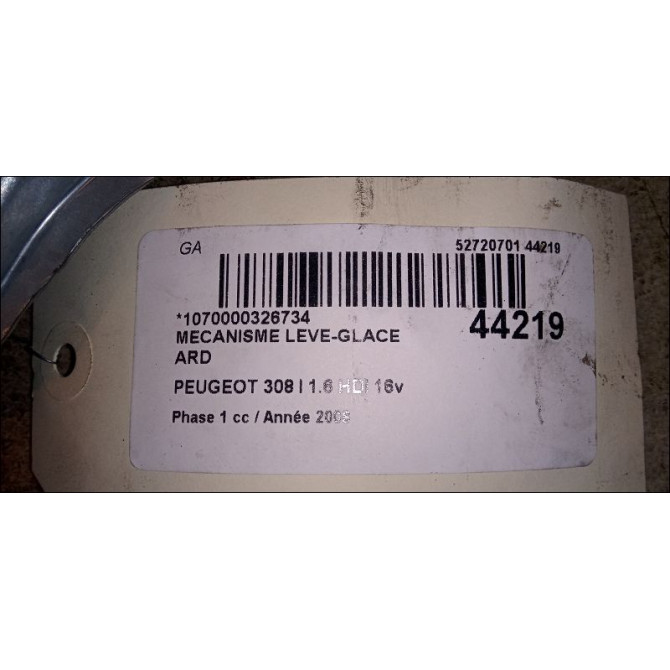 GA 52720701 44219
*1070000326734 44219
MECANISME LEVE-GLACE
ARD
PEUGEOT 308 I 1.6 HDI 16v
Phase 1 cc / Année 2008